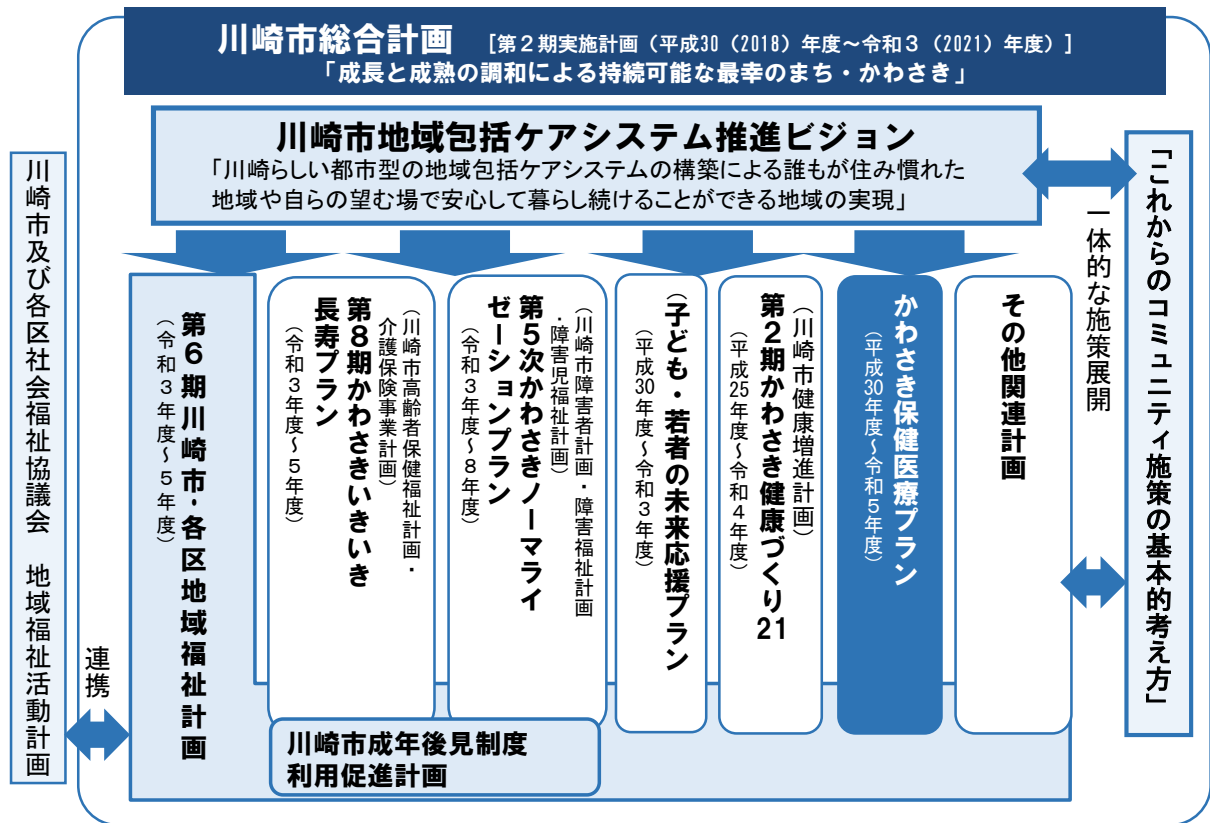 川崎市総合計画 [第2期実施計画(平成30(2018)年度～令和3(2021)年度)]
「成長と成熟の調和による持続可能な最幸のまち・かわさき」
川崎市地域包括ケアシステム推進ビジョン
「川崎らしい都市型の地域包括ケアシステムの構築による誰もが住み慣れた
地域や自らの望む場で安心して暮らし続けることができる地域の実現」
「これからのコミュニティ施策の基本的考え方」
一体的な施策展開
その他関連計画
かわさき保健医療プラン
(平成30年度～令和5年度)
(川崎市健康増進計画)
第2期かわさき健康づくり21
(平成25年度～令和4年度)
(子ども・若者の未来応援プラン
(平成30年度～令和3年度)
(川崎市障害者計画・障害福祉計画
・障害児福祉計画)
第5次かわさきノーマライ
ゼーションプラン
(令和3年度～8年度)
(川崎市高齢者保健福祉計画・
介護保険事業計画)
第8期かわさきいきいき
長寿プラン
(令和3年度～5年度)
第6期川崎市・各区地域福祉計画
(令和3年度～5年度)
川崎市成年後見制度
利用促進計画
連携
川崎市及び各区社会福祉協議会 地域福祉活動計画